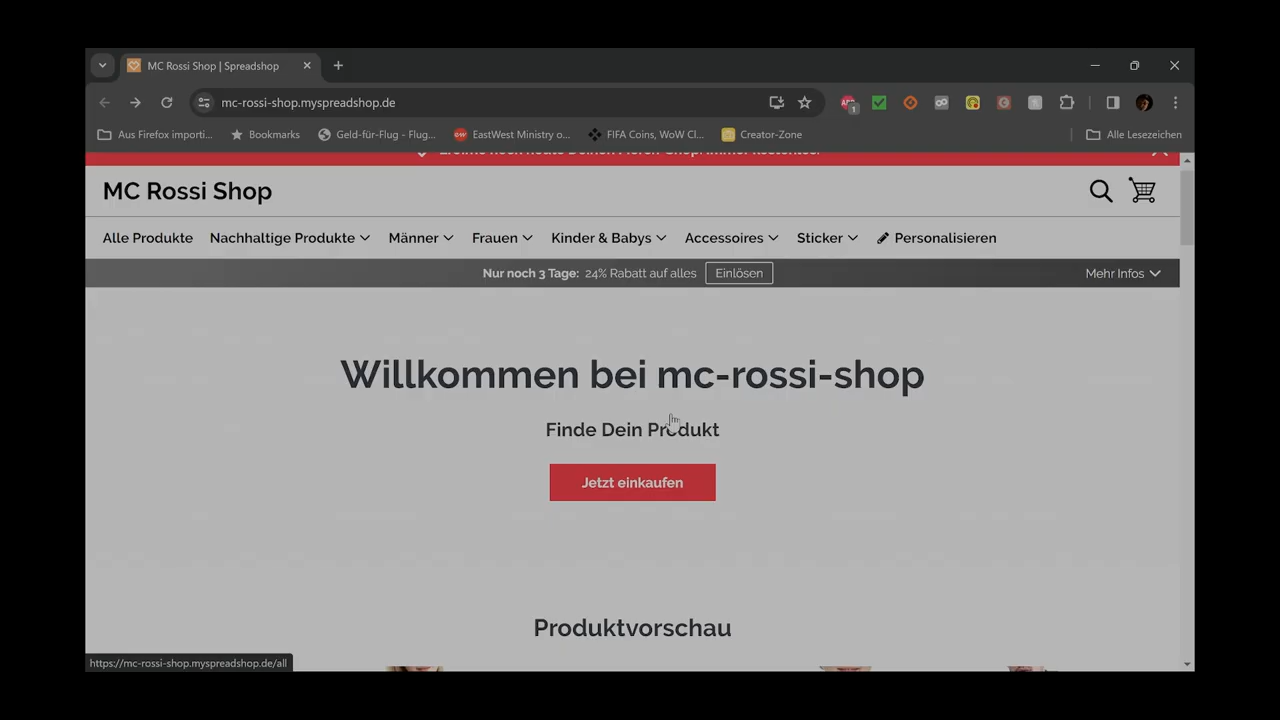 MC Rossi Shop | Spreadshop
mc-rossi-shop.myspreadshop.de
1
Aus Firefox importi...
Bookmarks
Geld-für-Flug - Flug...
EastWest Ministry o...
FIFA Coins, WoW Cl...
Creator-Zone
Alle Lesezeichen
MC Rossi Shop
Alle Produkte Nachhaltige Produkte Männer Frauen Kinder & Babys Accessoires Sticker Personalisieren
Nur noch 3 Tage: 24% Rabatt auf alles Einlösen Mehr Infos
Willkommen bei mc-rossi-shop
Finde Dein Produkt
Jetzt einkaufen
Produktvorschau
https://mc-rossi-shop.myspreadshop.de/all